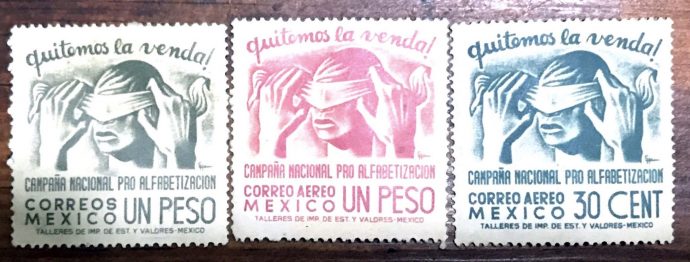 quitemos la venda!
CAMPAÑA NACIONAL PRO ALFABETIZACION
CORREOS
MEXICO UN PESO
TALLERES DE IMP. DE EST. Y VALORES-MEXICO
quitemos la venda!
CAMPAÑA NACIONAL PRO ALFABETIZACION
CORREO AEREO
MEXICO UN PESO
TALLERES DE IMP. DE EST. Y VALORES-MEXICO
quitemos la venda!
CAMPAÑA NACIONAL PRO ALFABETIZACION
CORREO AEREO
MEXICO 30 CENT
TALLERES DE IMP. DE EST. Y VALORES-MEXICO